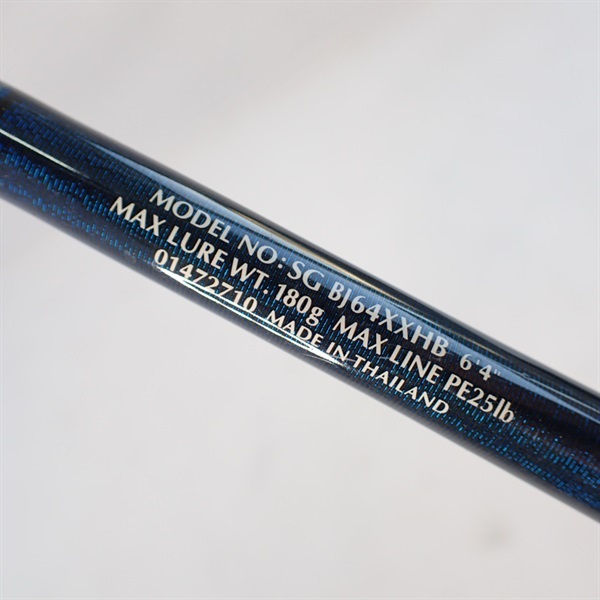 MODEL NO: SG BJ64XXHB 6'4"
MAX LURE WT. 180g MAX LINE PE25lb
01472710 MADE IN THAILAND